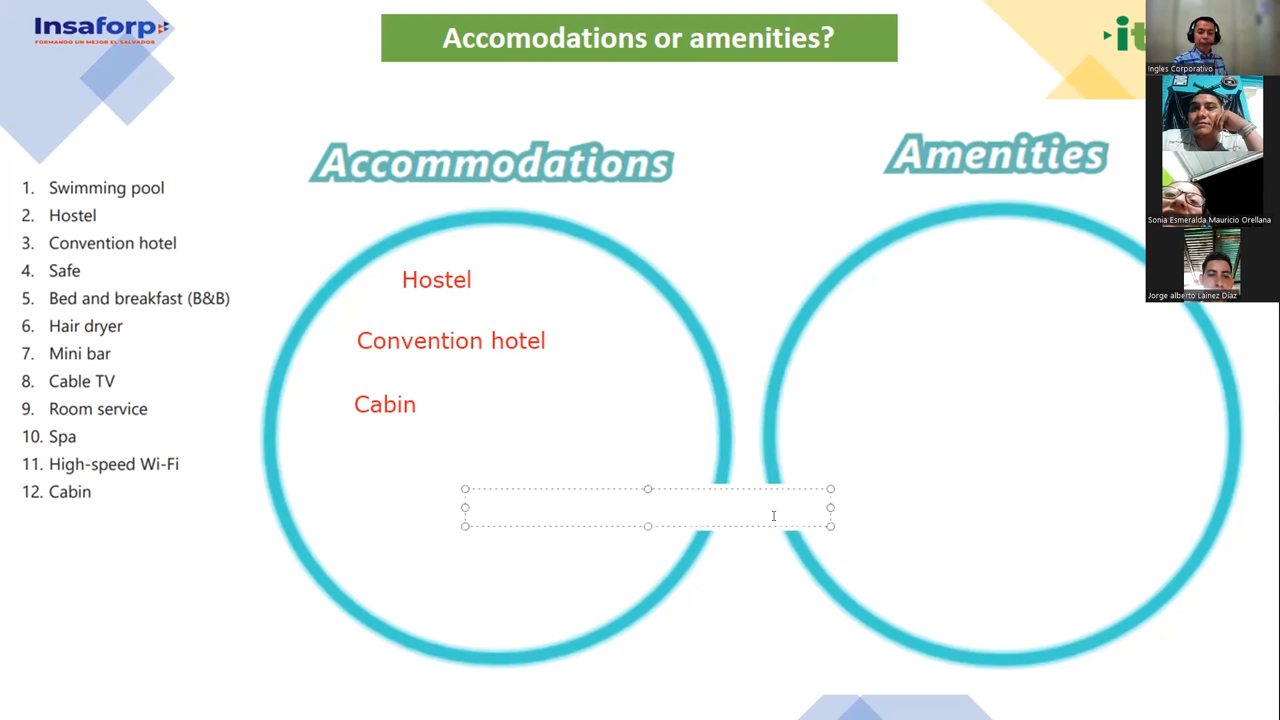 Insaforp
FORMANDO UN MEJOR EL SALVADOR
Accomodations or amenities?
it
Accommodations
Amenities
1. Swimming pool
2. Hostel
3. Convention hotel
4. Safe
5. Bed and breakfast (B&B)
6. Hair dryer
7. Mini bar
8. Cable TV
9. Room service
10. Spa
11. High-speed Wi-Fi
12. Cabin
Hostel
Convention hotel
Cabin
Ingles Corporativo
Sonia Esmeralda Mauricio Orellana
Jorge alberto Lainez Diaz